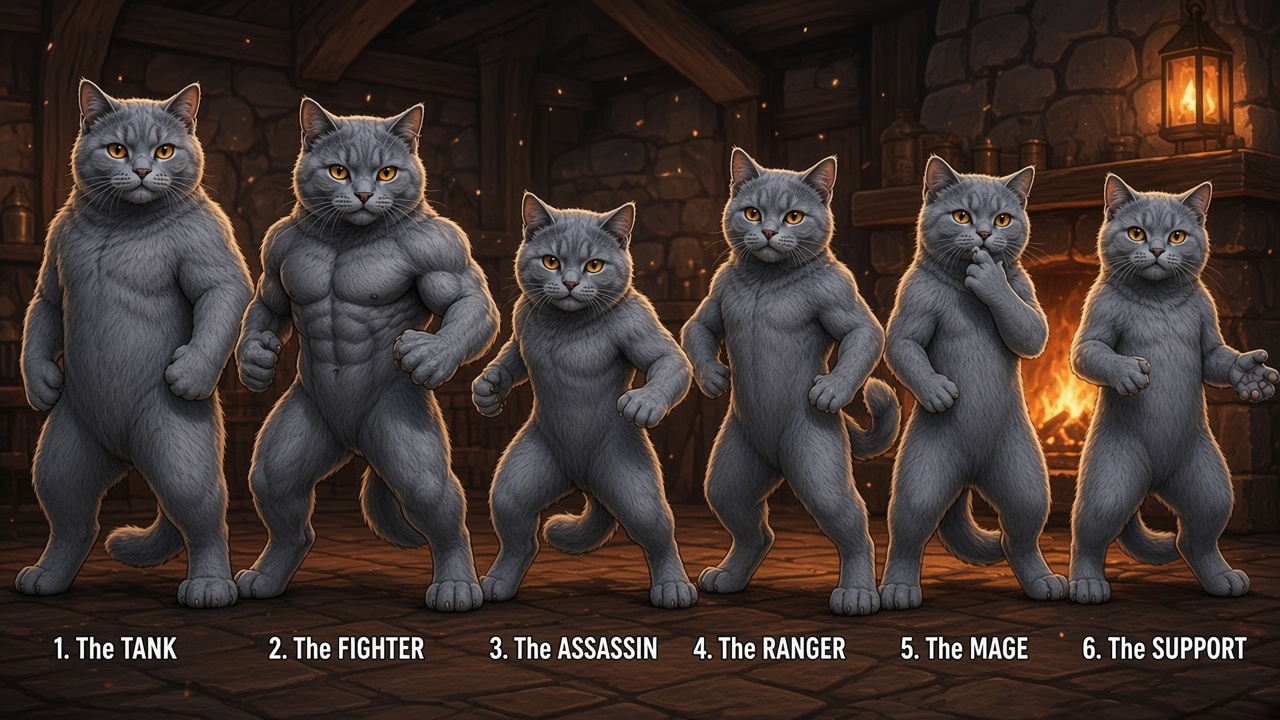 1. The TANK
2. The FIGHTER
3. The ASSASSIN
4. The RANGER
5. The MAGE
6. The SUPPORT